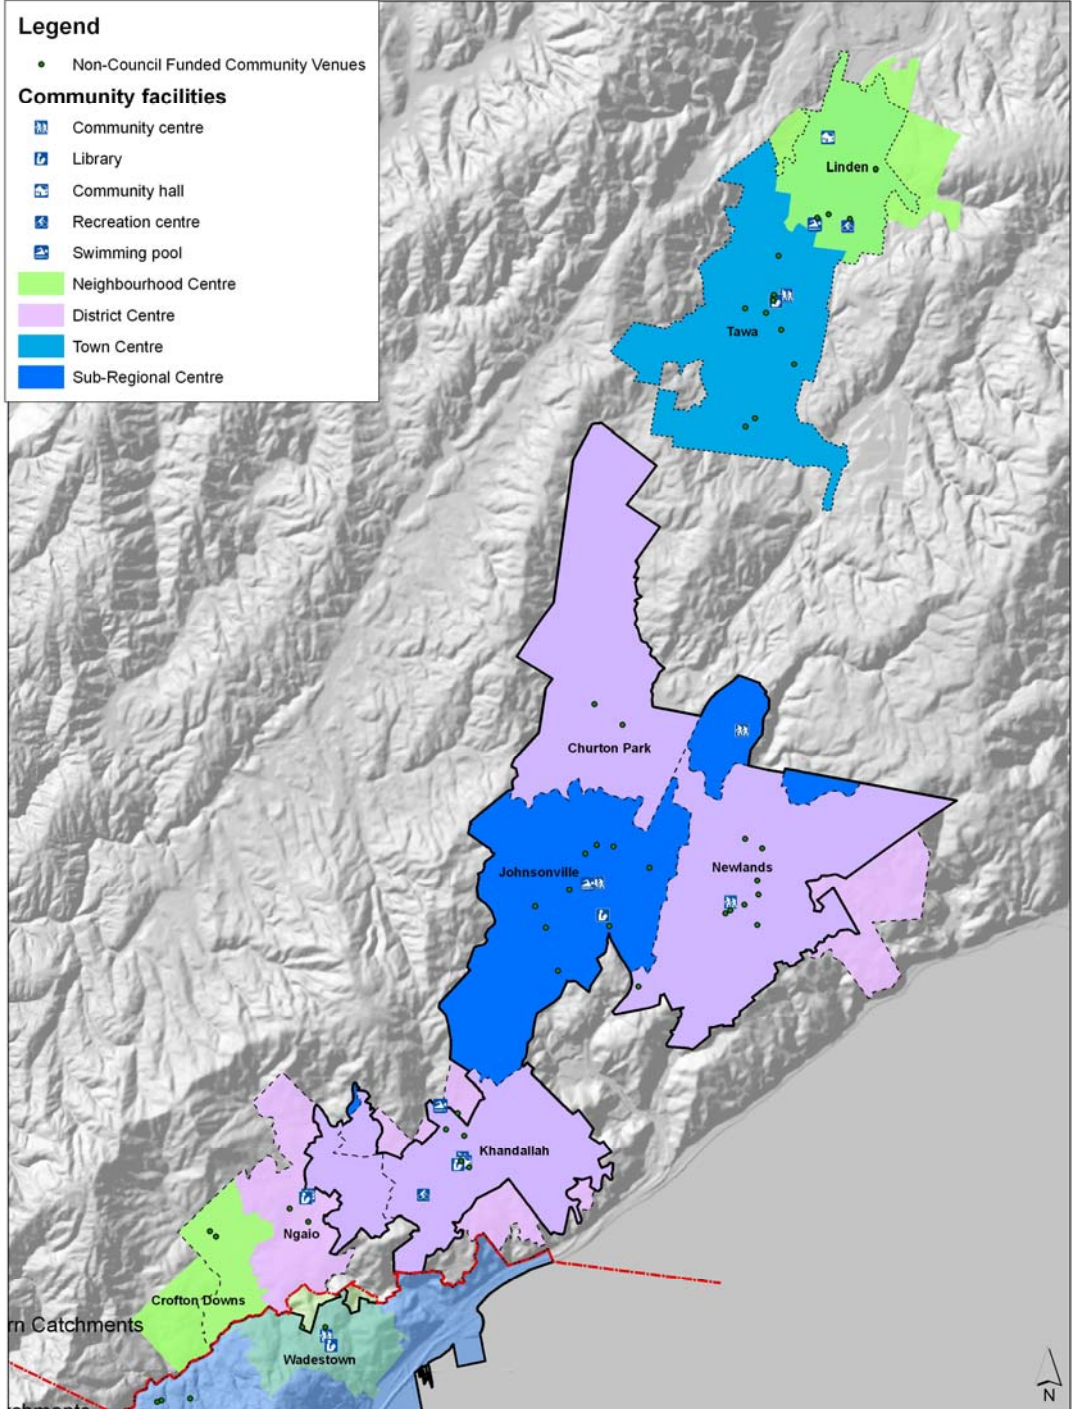 Legend
Non-Council Funded Community Venues
Community facilities
Community centre
Library
Community hall
Recreation centre
Swimming pool
Neighbourhood Centre
District Centre
Town Centre
Sub-Regional Centre
Linden
Tawa
Churton Park
Johnsonville
Newlands
Khandallah
Ngaio
Crofton Downs
rn Catchments
Wadestown
N